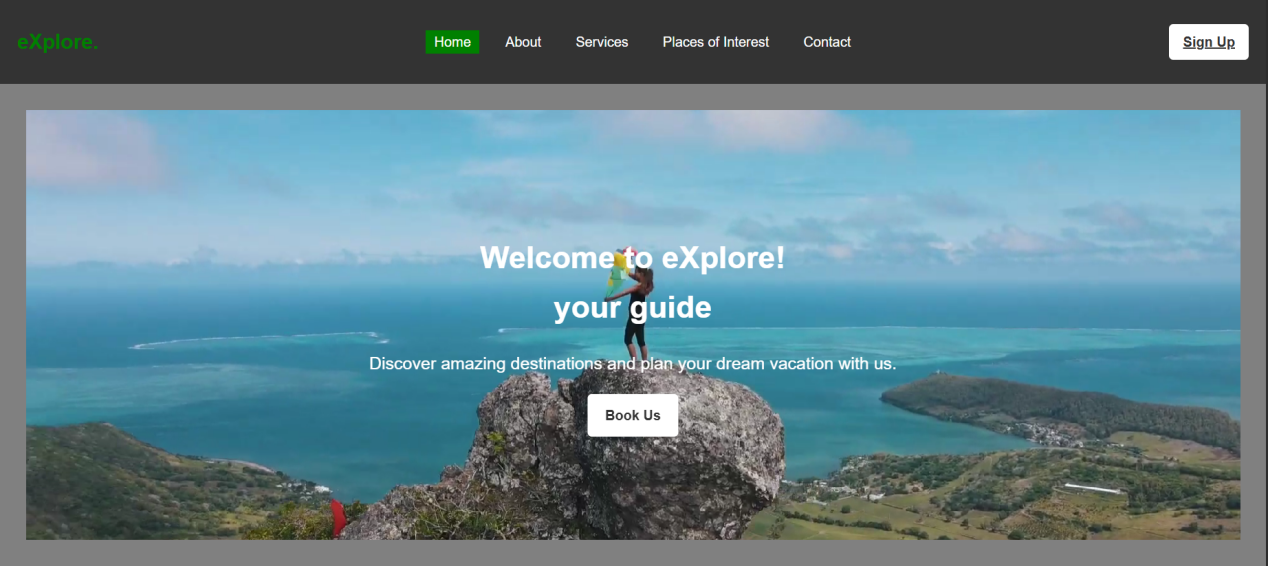 eXplore.
Home About Services Places of Interest Contact
Sign Up
Welcome to eXplore!
your guide
Discover amazing destinations and plan your dream vacation with us.
Book Us